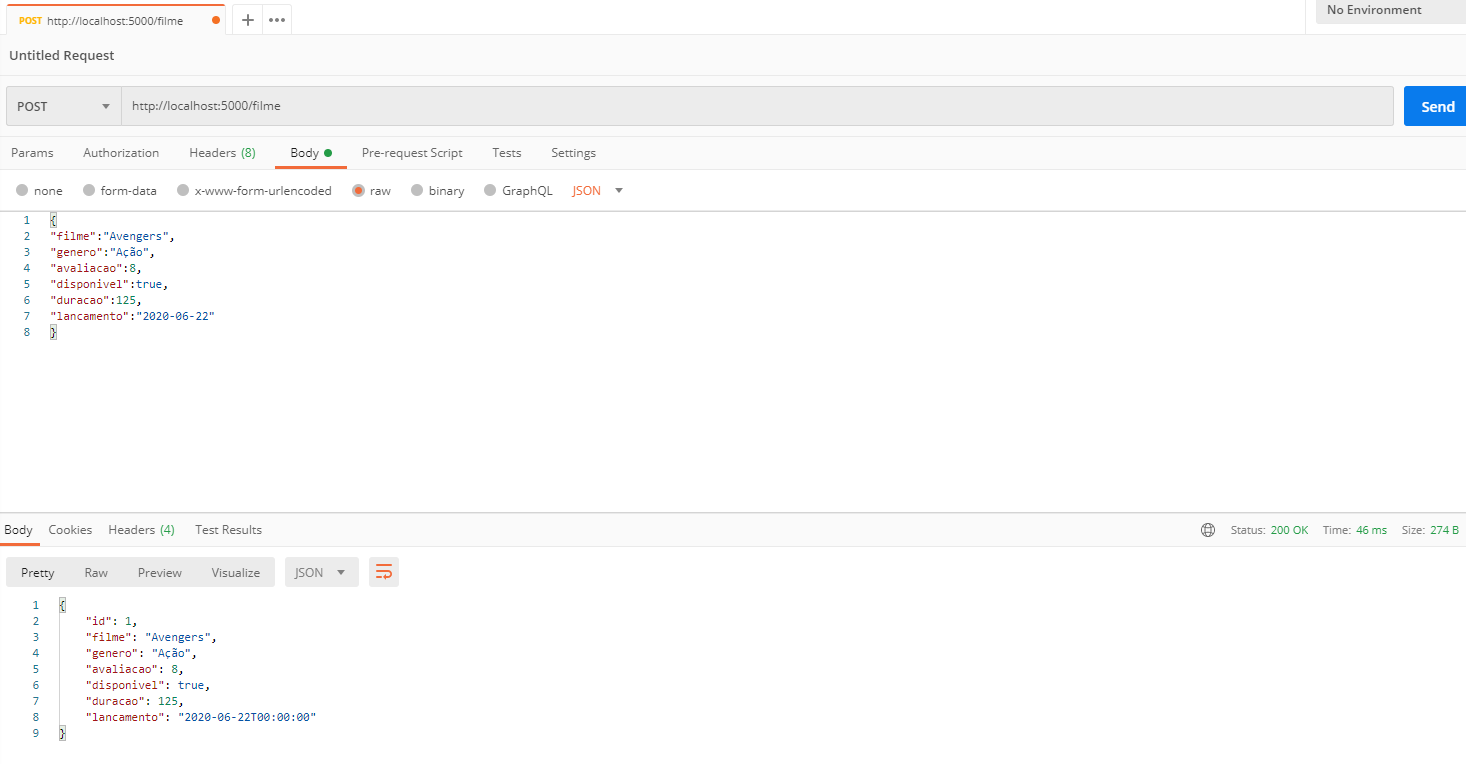 POST http://localhost:5000/filme + ••• No Environment
Untitled Request
POST http://localhost:5000/filme Send
Params Authorization Headers (8) Body Pre-request Script Tests Settings
none form-data x-www-form-urlencoded raw binary GraphQL JSON
1 {
2 "filme":"Avengers",
3 "genero":"Ação",
4 "avaliacao":8,
5 "disponivel":true,
6 "duracao":125,
7 "lancamento":"2020-06-22"
8 }
Body Cookies Headers (4) Test Results Status: 200 OK Time: 46 ms Size: 274 B
Pretty Raw Preview Visualize JSON
1 {
2 "id": 1,
3 "filme": "Avengers",
4 "genero": "Ação",
5 "avaliacao": 8,
6 "disponivel": true,
7 "duracao": 125,
8 "lancamento": "2020-06-22T00:00:00"
9 }